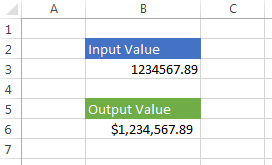 A B C
1
2 Input Value
3 1234567.89
4
5 Output Value
6 $1,234,567.89
7